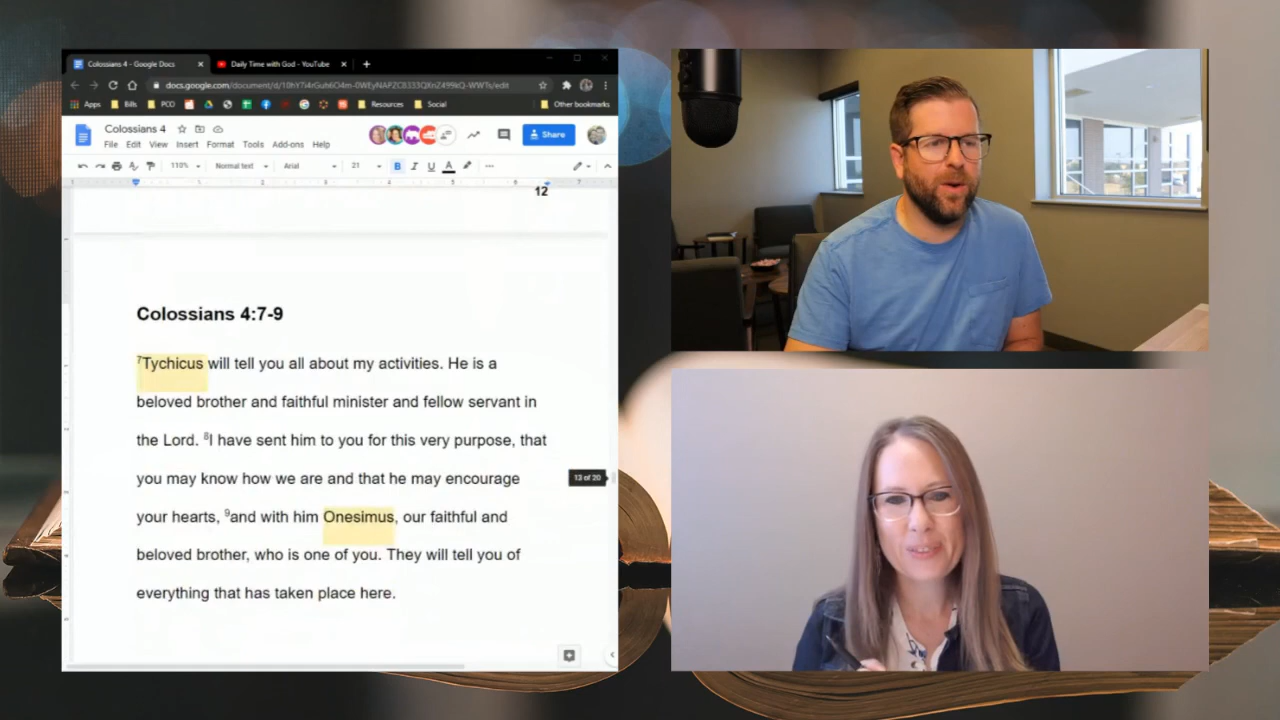 Colossians 4 - Google Docs
Daily Time with God - YouTube
Apps Bills POD Resources Social Other bookmarks
Colossians 4
File Edit View Insert Format Tools Add-ons Help
Share
110% Normal text Arial 21 B I U A
12
Colossians 4:7-9
7Tychicus will tell you all about my activities. He is a
beloved brother and faithful minister and fellow servant in
the Lord. 8I have sent him to you for this very purpose, that
you may know how we are and that he may encourage
13 of 20
your hearts, 9and with him Onesimus, our faithful and
beloved brother, who is one of you. They will tell you of
everything that has taken place here.